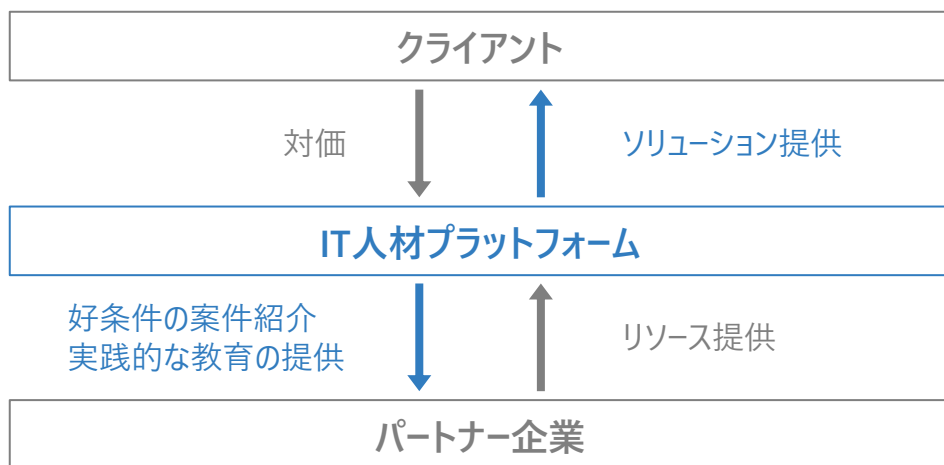 クライアント
対価
ソリューション提供
IT人材プラットフォーム
好条件の案件紹介
実践的な教育の提供
リソース提供
パートナー企業